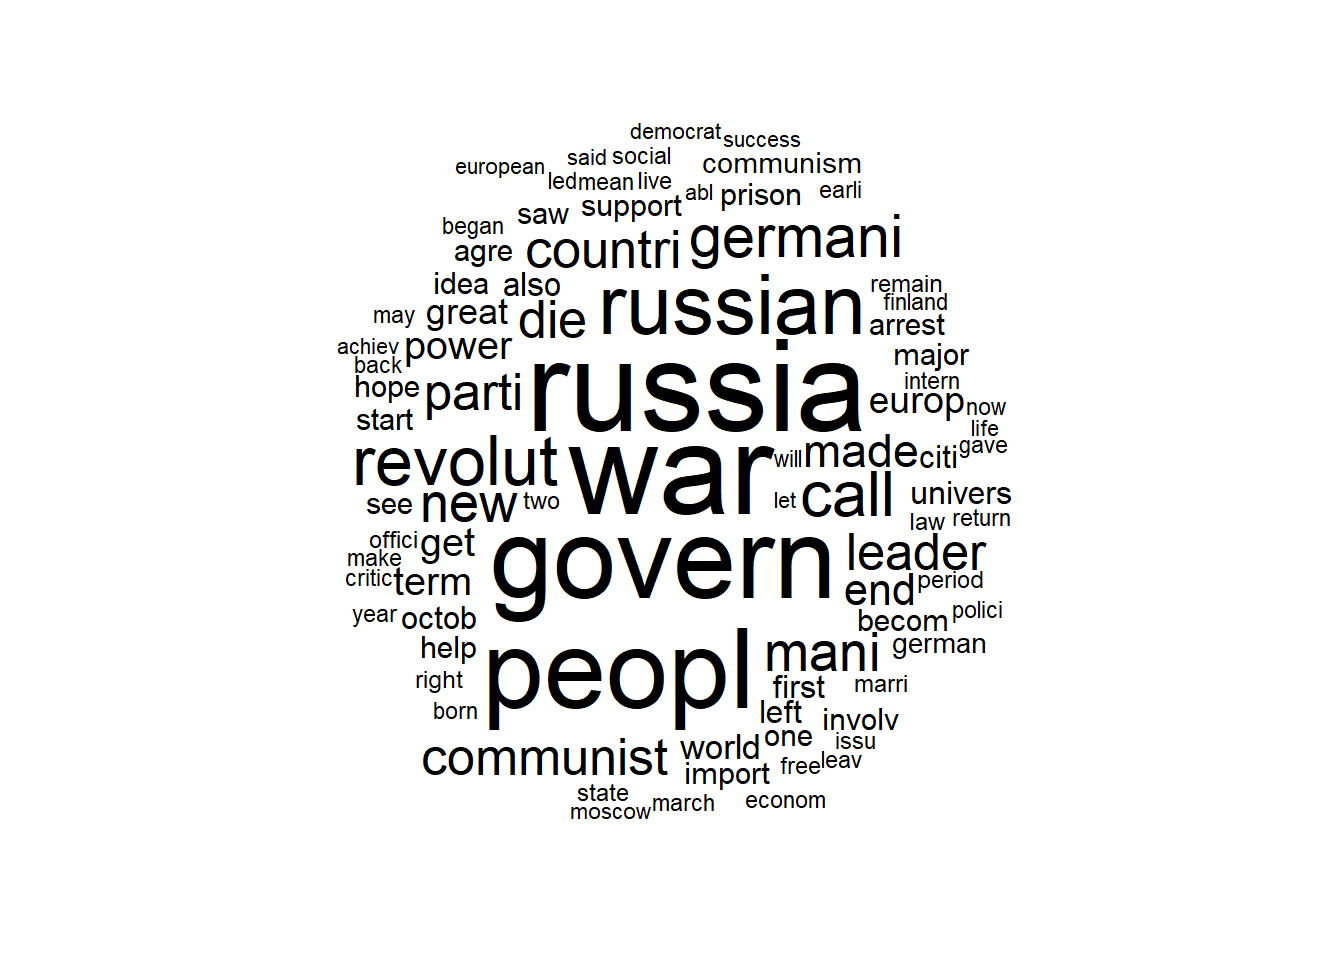 democrat success
european said social communism
led mean live abl prison earli
began saw support
agre countri germani
idea also russian remain
may great die finland
achiev power arrest
back russia major
hope parti europ intern
start now
life
revolut war will made citi gave
see new two let call univers
law return
offici get govern leader
make
critic term end period
year octob becom polici
help peopl mani german
right first marri
born left involv
communist world one issu
import free leav
state march econom
moscow